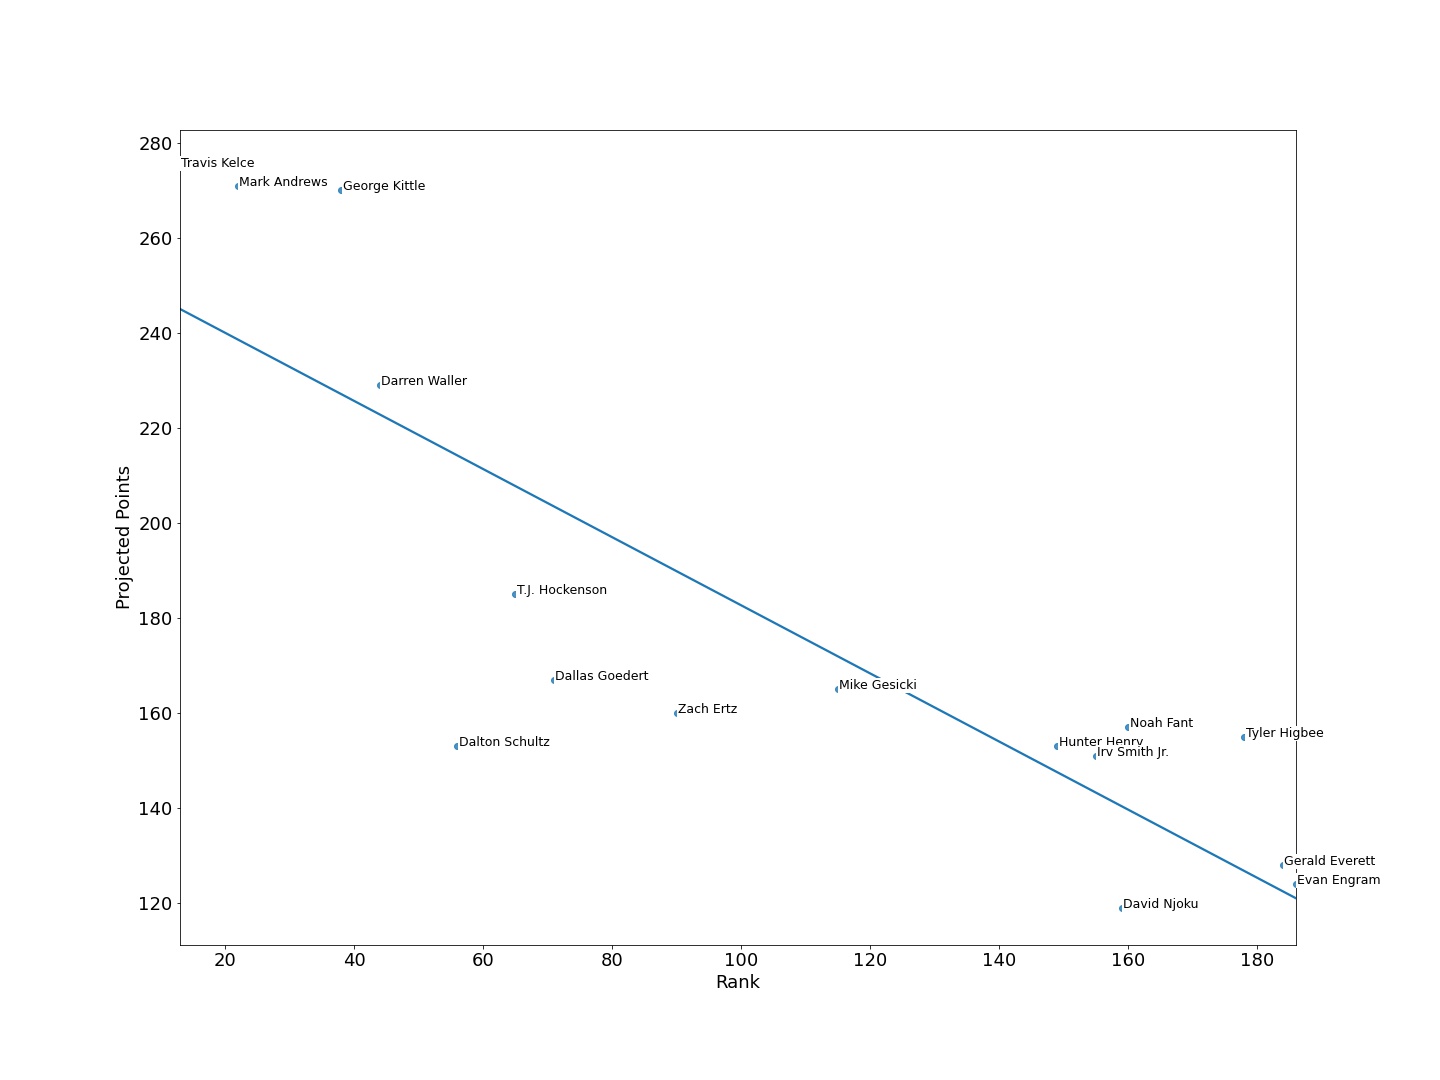 280
Travis Kelce
Mark Andrews
George Kittle
260
240
Darren Waller
220
200
Projected Points
T.J. Hockenson
180
Dallas Goedert
Mike Gesicki
Zach Ertz
160
Noah Fant
Tyler Higbee
Dalton Schultz
Hunter Henry
Irv Smith Jr.
140
Gerald Everett
Evan Engram
120
David Njoku
20 40 60 80 100 120 140 160 180
Rank